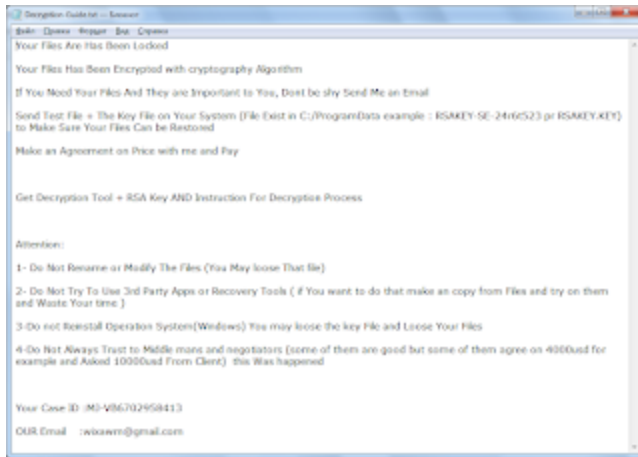 Decryption Guide.txt — Блокнот
Файл Правка Формат Вид Справка
Your Files Are Has Been Locked
Your Files Has Been Encrypted with cryptography Algorithm
If You Need Your Files And They are Important to You, Dont be shy Send Me an Email
Send Test File + The Key File on Your System (File Exist in C:/ProgramData example : RSAKEY-SE-24r6t523 pr RSAKEY.KEY)
to Make Sure Your Files Can be Restored
Make an Agreement on Price with me and Pay
Get Decryption Tool + RSA Key AND Instruction For Decryption Process
Attention:
1- Do Not Rename or Modify The Files (You May loose That file)
2- Do Not Try To Use 3rd Party Apps or Recovery Tools ( if You want to do that make an copy from Files and try on them
and Waste Your time )
3-Do not Reinstall Operation System(Windows) You may loose the key File and Loose Your Files
4-Do Not Always Trust to Middle mans and negotiators (some of them are good but some of them agree on 4000usd for
example and Asked 10000usd From Client) this Was happened
Your Case ID :MJ-VB6702958413
OUR Email :wixawm@gmail.com